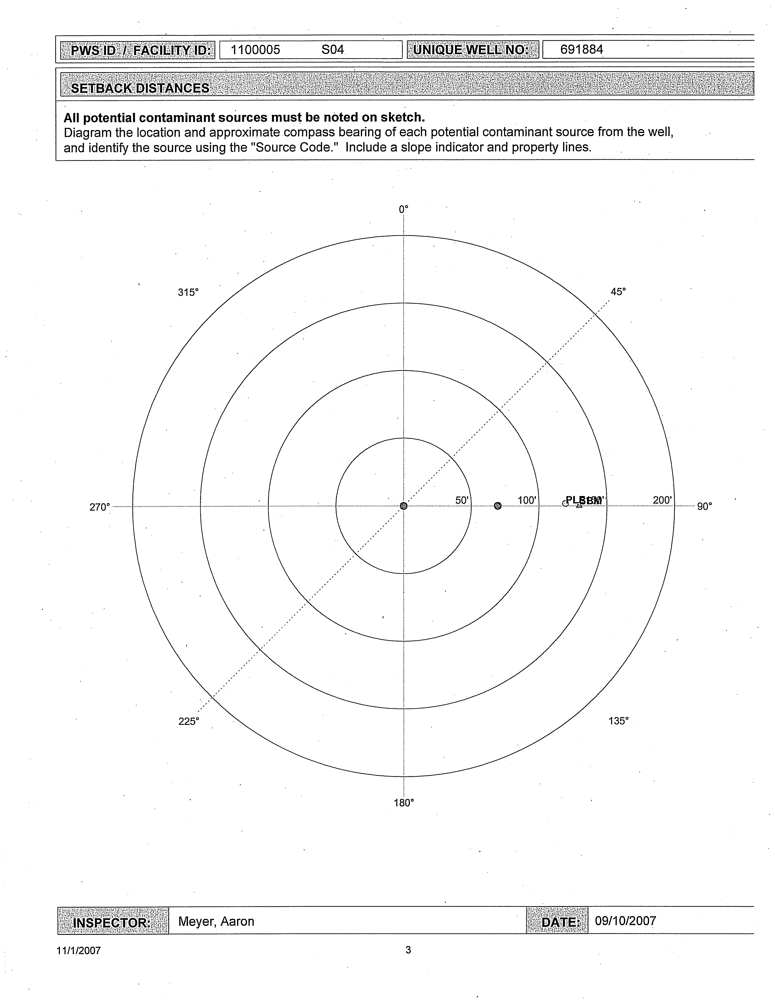 PWS ID / FACILITY ID: 1100005 S04 UNIQUE WELL NO: 691884
SETBACK DISTANCES
All potential contaminant sources must be noted on sketch.
Diagram the location and approximate compass bearing of each potential contaminant source from the well,
and identify the source using the "Source Code." Include a slope indicator and property lines.
0°
315° 45°
50' 100' 200'
270° 90°
225° 135°
180°
INSPECTOR: Meyer, Aaron DATE: 09/10/2007
11/1/2007 3